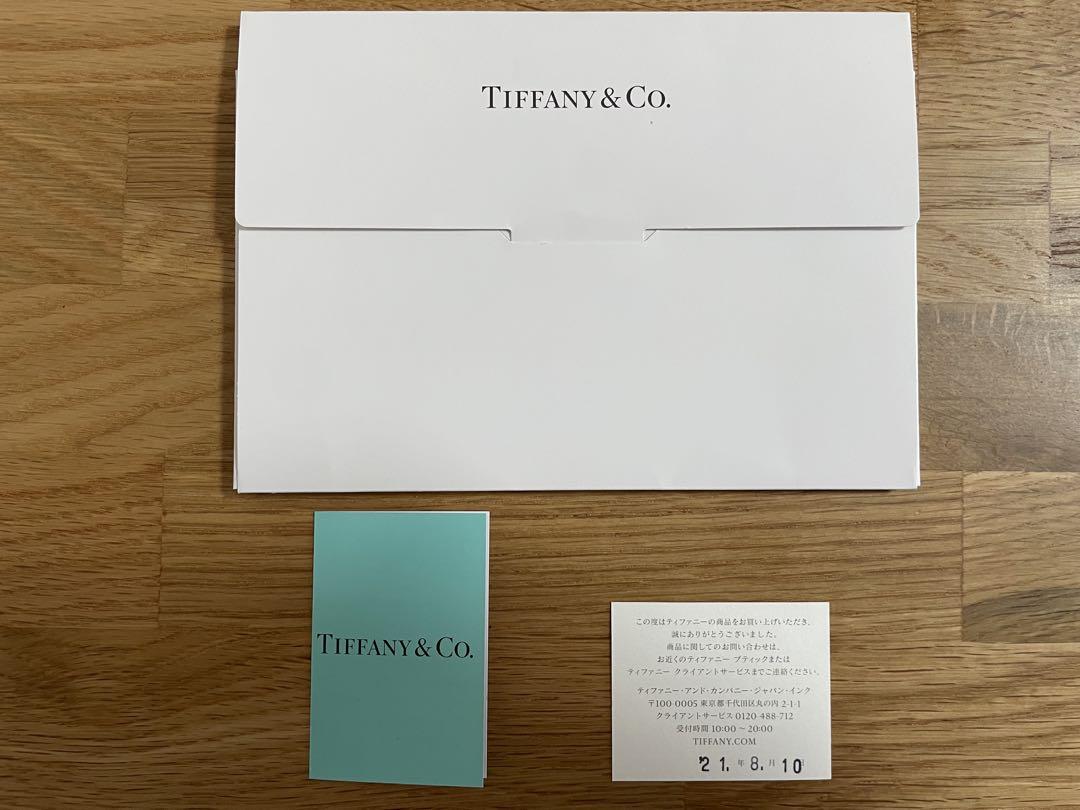 TIFFANY & CO.
TIFFANY & CO.
この度はティファニーの商品をお買い上げいただき、
誠にありがとうございました。
商品に関してのお問い合わせは、
お近くのティファニー ブティックまたは
ティファニー クライアントサービスまでご連絡ください。
ティファニー・アンド・カンパニー・ジャパン・インク
〒100-0005 東京都千代田区丸の内 2-1-1
クライアントサービス 0120-488-712
受付時間 10:00 ~ 20:00
TIFFANY.COM
'21. 年 8. 月 10 日